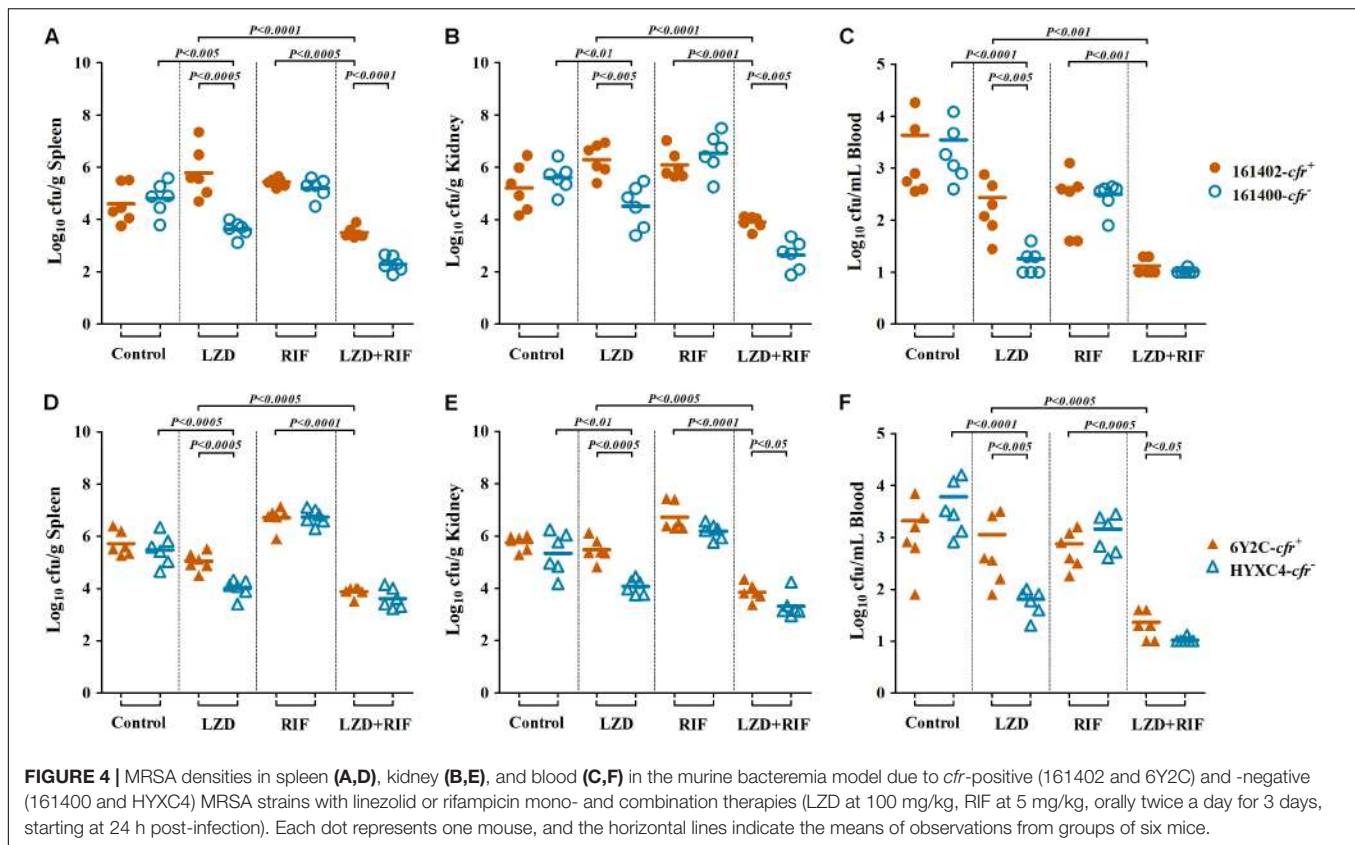 A
P<0.0001
P<0.005
P<0.0005
P<0.0005
P<0.0001
Log10 cfu/g Spleen
10
8
6
4
2
0
Control
LZD
RIF
LZD+RIF
B
P<0.0001
P<0.01
P<0.0001
P<0.005
P<0.005
Log10 cfu/g Kidney
10
8
6
4
2
0
Control
LZD
RIF
LZD+RIF
C
P<0.001
P<0.0001
P<0.001
P<0.005
Log10 cfu/mL Blood
5
4
3
2
1
0
Control
LZD
RIF
LZD+RIF
161402-cfr+
161400-cfr-
D
P<0.0005
P<0.0005
P<0.0001
P<0.0005
Log10 cfu/g Spleen
10
8
6
4
2
0
Control
LZD
RIF
LZD+RIF
E
P<0.0005
P<0.01
P<0.0001
P<0.0005
P<0.05
Log10 cfu/g Kidney
10
8
6
4
2
0
Control
LZD
RIF
LZD+RIF
F
P<0.0005
P<0.0001
P<0.0005
P<0.005
P<0.05
Log10 cfu/mL Blood
5
4
3
2
1
0
Control
LZD
RIF
LZD+RIF
6Y2C-cfr+
HYXC4-cfr-
FIGURE 4 | MRSA densities in spleen (A,D), kidney (B,E), and blood (C,F) in the murine bacteremia model due to cfr-positive (161402 and 6Y2C) and -negative
(161400 and HYXC4) MRSA strains with linezolid or rifampicin mono- and combination therapies (LZD at 100 mg/kg, RIF at 5 mg/kg, orally twice a day for 3 days,
starting at 24 h post-infection). Each dot represents one mouse, and the horizontal lines indicate the means of observations from groups of six mice.